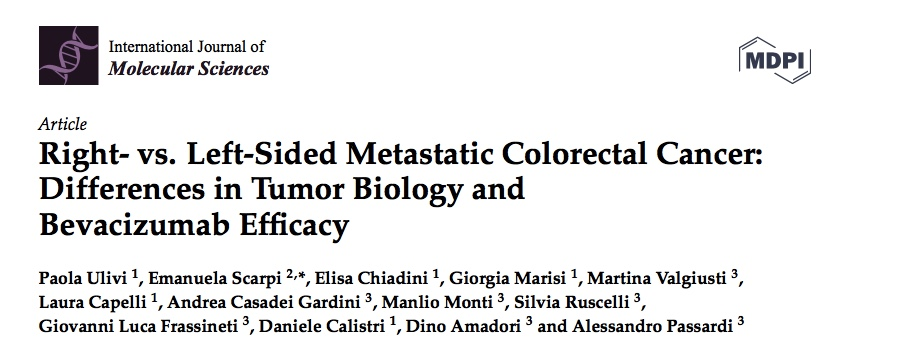 International Journal of
Molecular Sciences
MDPI
Article
Right- vs. Left-Sided Metastatic Colorectal Cancer:
Differences in Tumor Biology and
Bevacizumab Efficacy
Paola Ulivi 1, Emanuela Scarpi 2,*, Elisa Chiadini 1, Giorgia Marisi 1, Martina Valgiusti 3,
Laura Capelli 1, Andrea Casadei Gardini 3, Manlio Monti 3, Silvia Ruscelli 3,
Giovanni Luca Frassineti 3, Daniele Calistri 1, Dino Amadori 3 and Alessandro Passardi 3